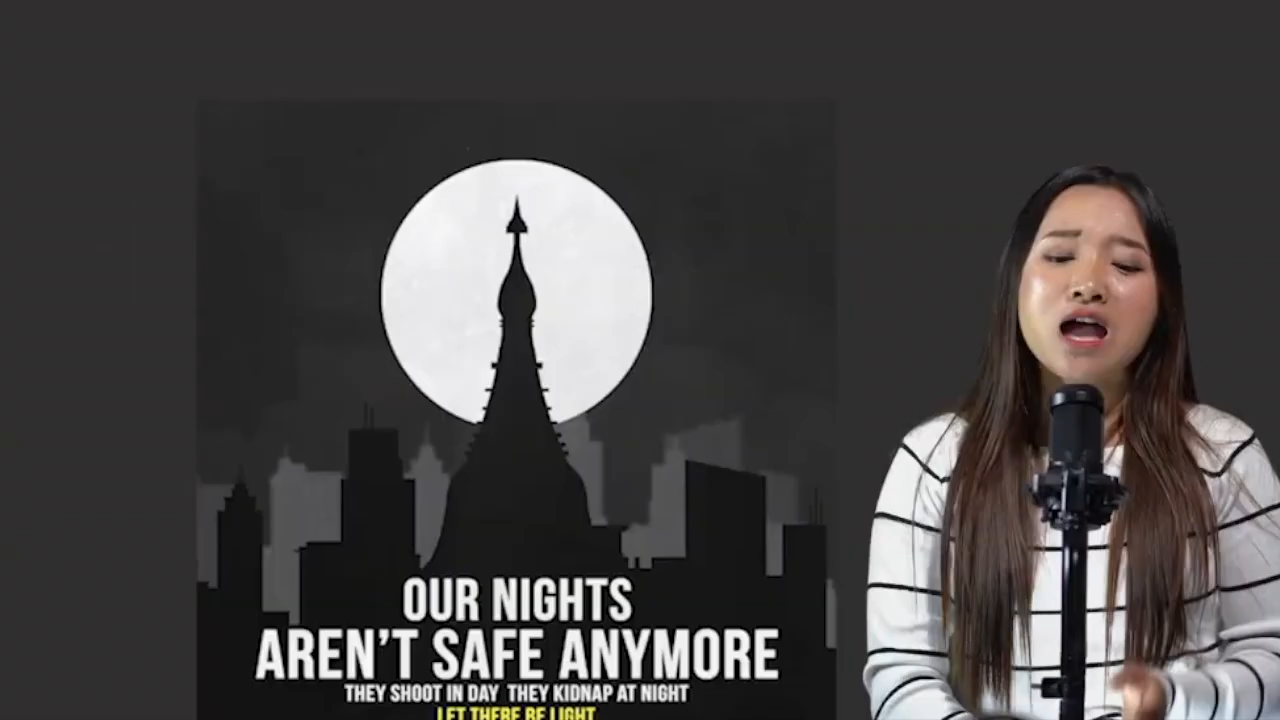 OUR NIGHTS
AREN'T SAFE ANYMORE
THEY SHOOT IN DAY THEY KIDNAP AT NIGHT
LET THERE BE LIGHT